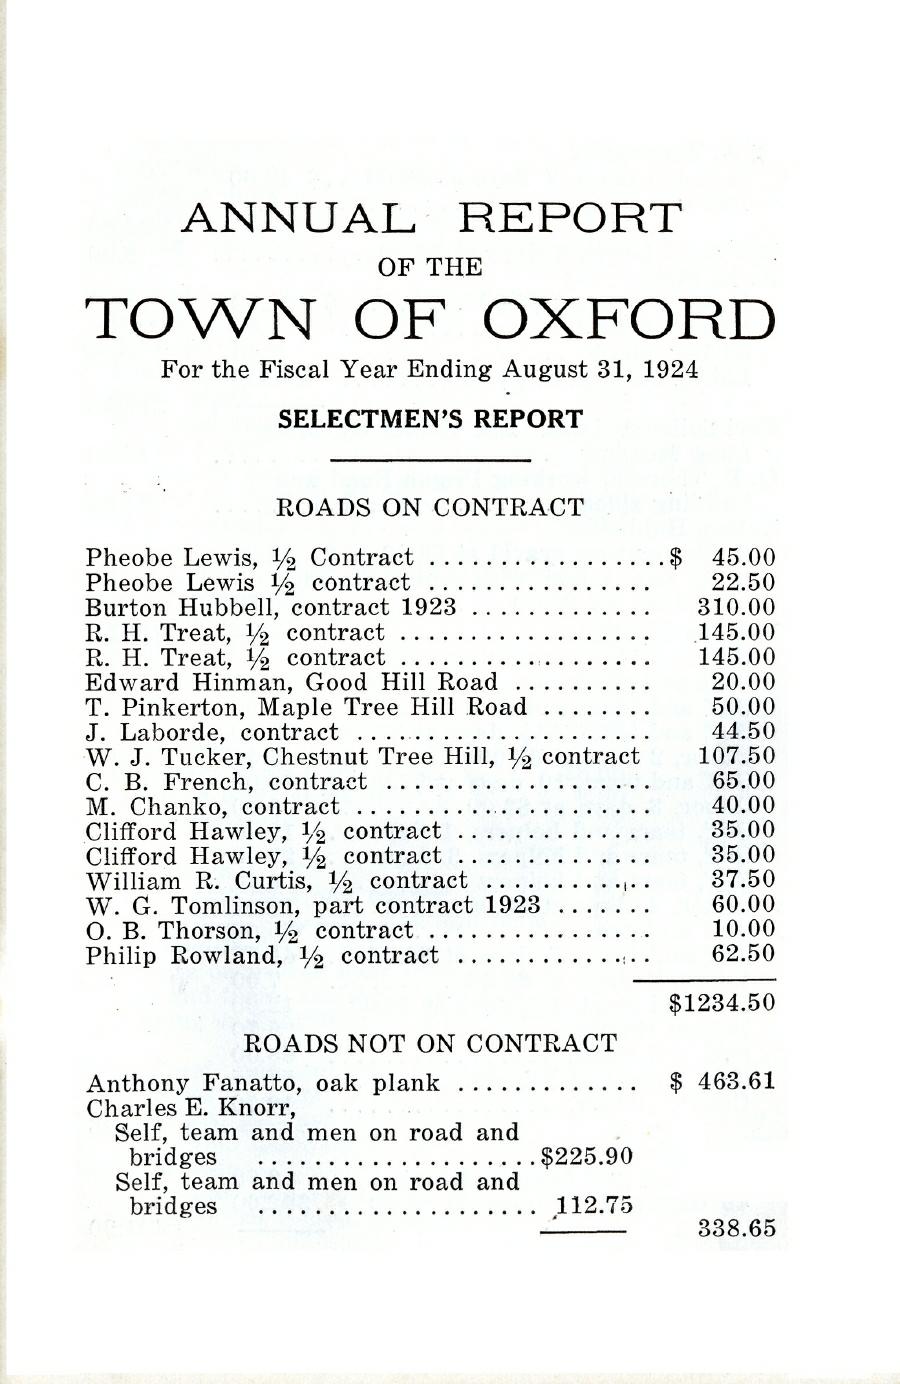 ANNUAL REPORT
OF THE
TOWN OF OXFORD
For the Fiscal Year Ending August 31, 1924
SELECTMEN'S REPORT
ROADS ON CONTRACT
Pheobe Lewis, ½ Contract .................$ 45.00
Pheobe Lewis ½ contract ................ 22.50
Burton Hubbell, contract 1923 ............. 310.00
R. H. Treat, ½ contract ................... 145.00
R. H. Treat, ½ contract ................... 145.00
Edward Hinman, Good Hill Road .......... 20.00
T. Pinkerton, Maple Tree Hill Road ........ 50.00
J. Laborde, contract ...................... 44.50
W. J. Tucker, Chestnut Tree Hill, ½ contract 107.50
C. B. French, contract .................... 65.00
M. Chanko, contract ...................... 40.00
Clifford Hawley, ½ contract ............... 35.00
Clifford Hawley, ½ contract ............... 35.00
William R. Curtis, ½ contract ............. 37.50
W. G. Tomlinson, part contract 1923 ....... 60.00
O. B. Thorson, ½ contract ................. 10.00
Philip Rowland, ½ contract ............... 62.50
$1234.50
ROADS NOT ON CONTRACT
Anthony Fanatto, oak plank ............. $ 463.61
Charles E. Knorr,
Self, team and men on road and
bridges ....................$225.90
Self, team and men on road and
bridges .................... 112.75
338.65